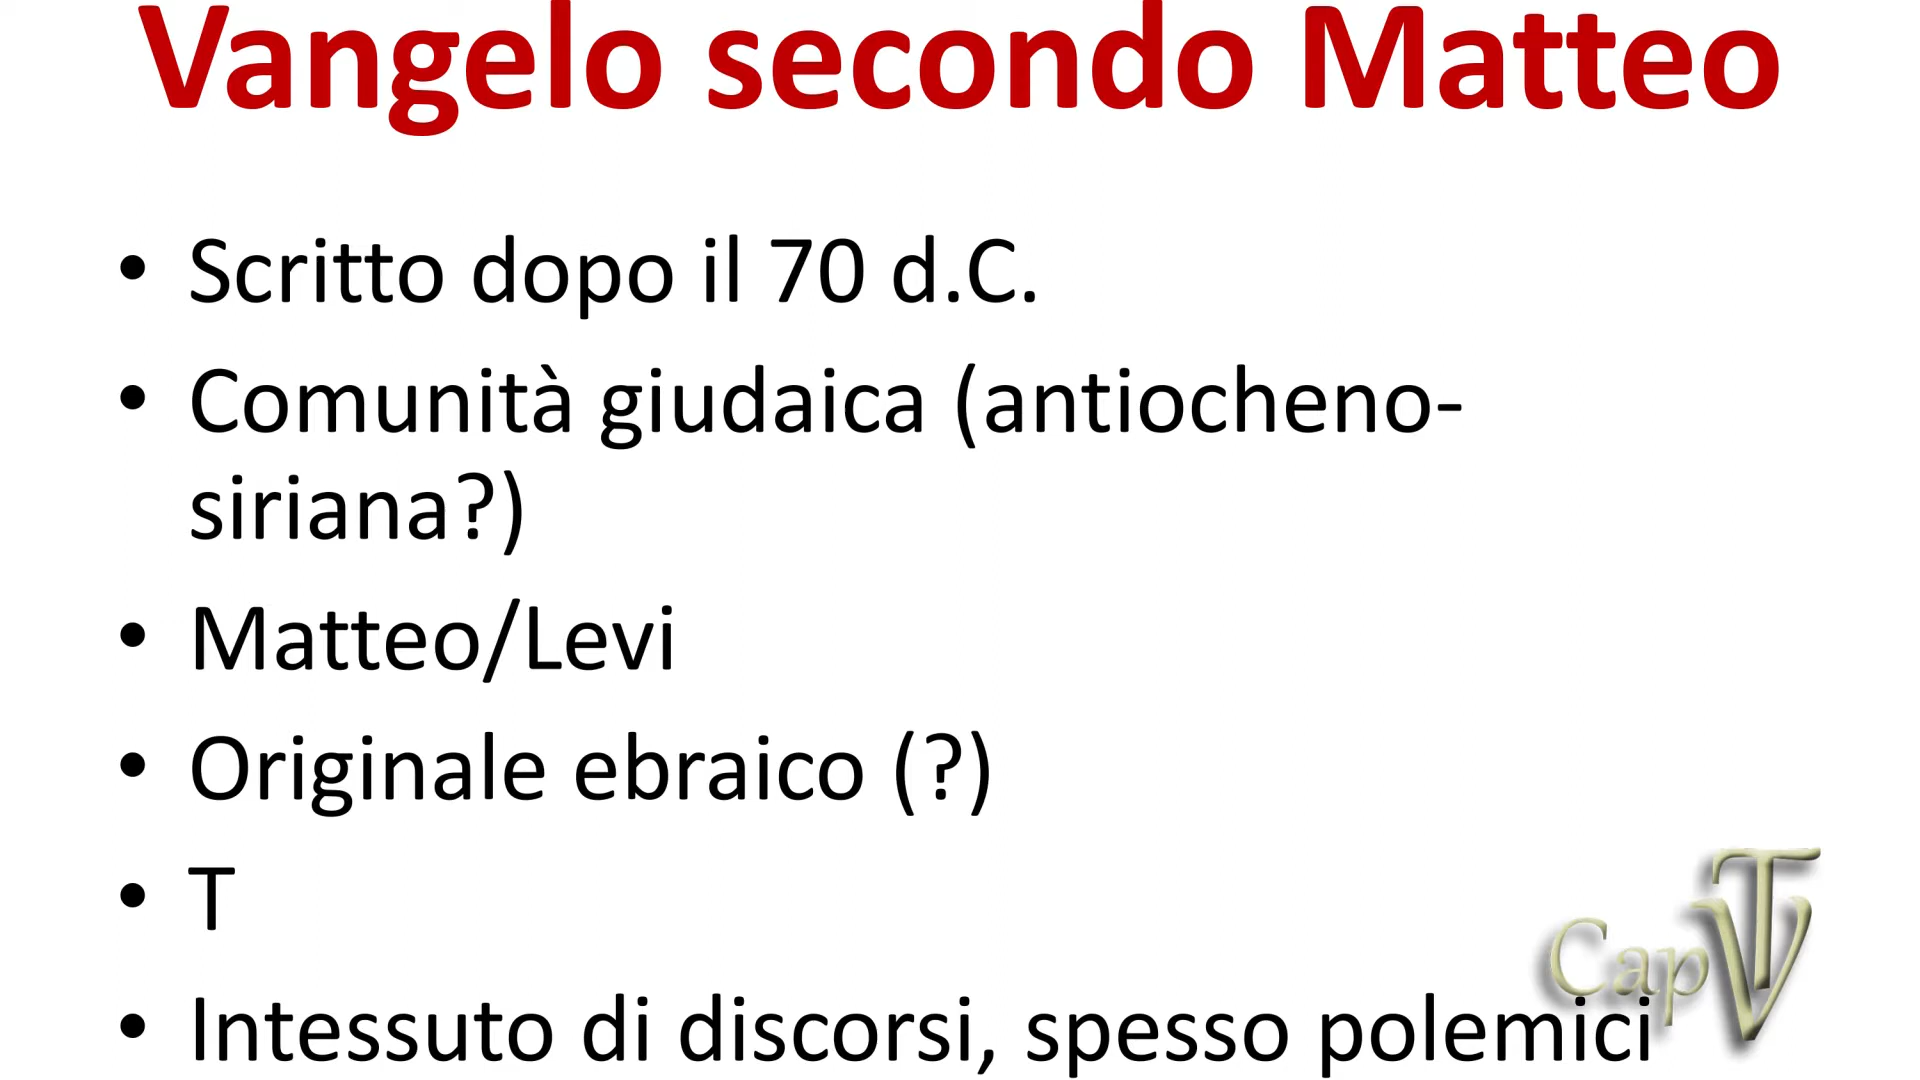 Vangelo secondo Matteo
• Scritto dopo il 70 d.C.
• Comunità giudaica (antiocheno-
siriana?)
• Matteo/Levi
• Originale ebraico (?)
• T
• Intessuto di discorsi, spesso polemici
CapTV